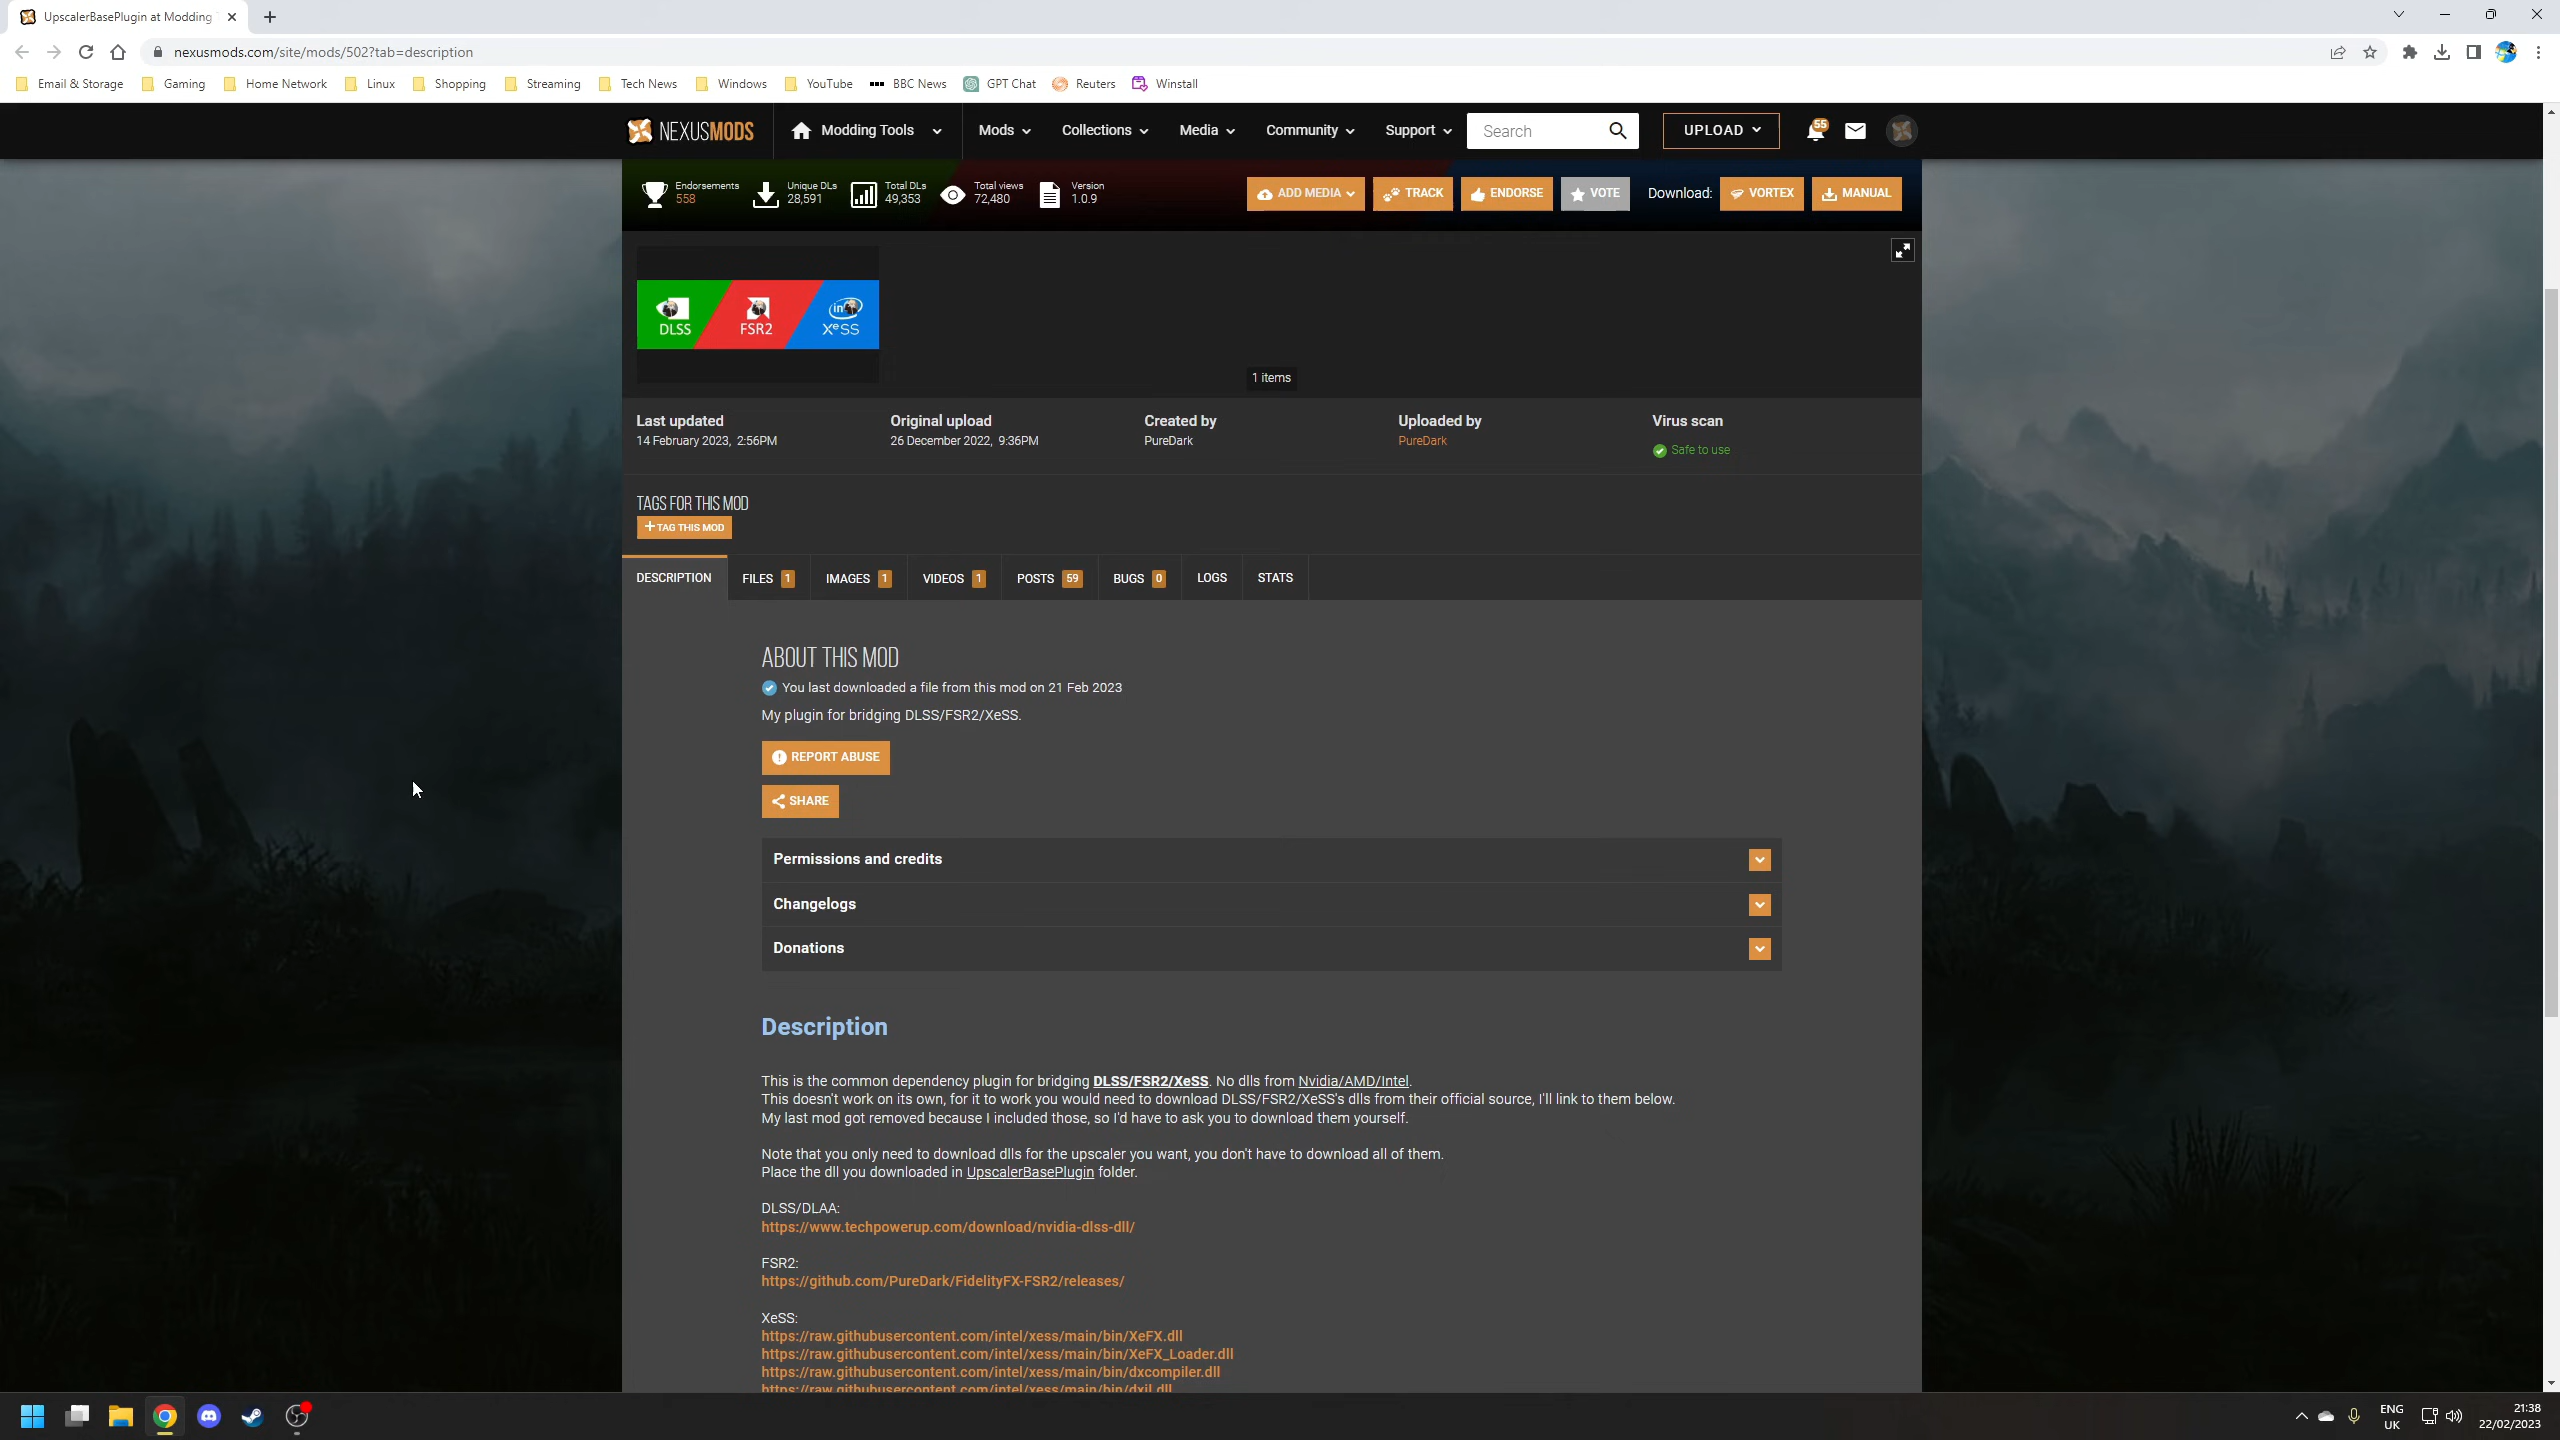 UpscalerBasePlugin at Modding
nexusmods.com/site/mods/502?tab=description
Email & Storage
Gaming
Home Network
Linux
Shopping
Streaming
Tech News
Windows
YouTube
BBC News
GPT Chat
Reuters
Winstall
NEXUSMODS
Modding Tools
Mods
Collections
Media
Community
Support
Search
UPLOAD
55
Endorsements
558
Unique DLs
28,591
Total DLs
49,353
Total views
72,480
Version
1.0.9
ADD MEDIA
TRACK
ENDORSE
VOTE
Download:
VORTEX
MANUAL
DLSS
FSR2
XeSS
1 items
Last updated
14 February 2023, 2:56PM
Original upload
26 December 2022, 9:36PM
Created by
PureDark
Uploaded by
PureDark
Virus scan
Safe to use
TAGS FOR THIS MOD
+ TAG THIS MOD
DESCRIPTION
FILES 1
IMAGES 1
VIDEOS 1
POSTS 59
BUGS 0
LOGS
STATS
ABOUT THIS MOD
You last downloaded a file from this mod on 21 Feb 2023
My plugin for bridging DLSS/FSR2/XeSS.
REPORT ABUSE
SHARE
Permissions and credits
Changelogs
Donations
Description
This is the common dependency plugin for bridging DLSS/FSR2/XeSS. No dlls from Nvidia/AMD/Intel.
This doesn't work on its own, for it to work you would need to download DLSS/FSR2/XeSS's dlls from their official source, I'll link to them below.
My last mod got removed because I included those, so I'd have to ask you to download them yourself.
Note that you only need to download dlls for the upscaler you want, you don't have to download all of them.
Place the dll you downloaded in UpscalerBasePlugin folder.
DLSS/DLAA:
https://www.techpowerup.com/download/nvidia-dlss-dll/
FSR2:
https://github.com/PureDark/FidelityFX-FSR2/releases/
XeSS:
https://raw.githubusercontent.com/intel/xess/main/bin/XeFX.dll
https://raw.githubusercontent.com/intel/xess/main/bin/XeFX_Loader.dll
https://raw.githubusercontent.com/intel/xess/main/bin/dxcompiler.dll
https://raw.githubusercontent.com/intel/xess/main/bin/dxil.dll
ENG
UK
21:38
22/02/2023